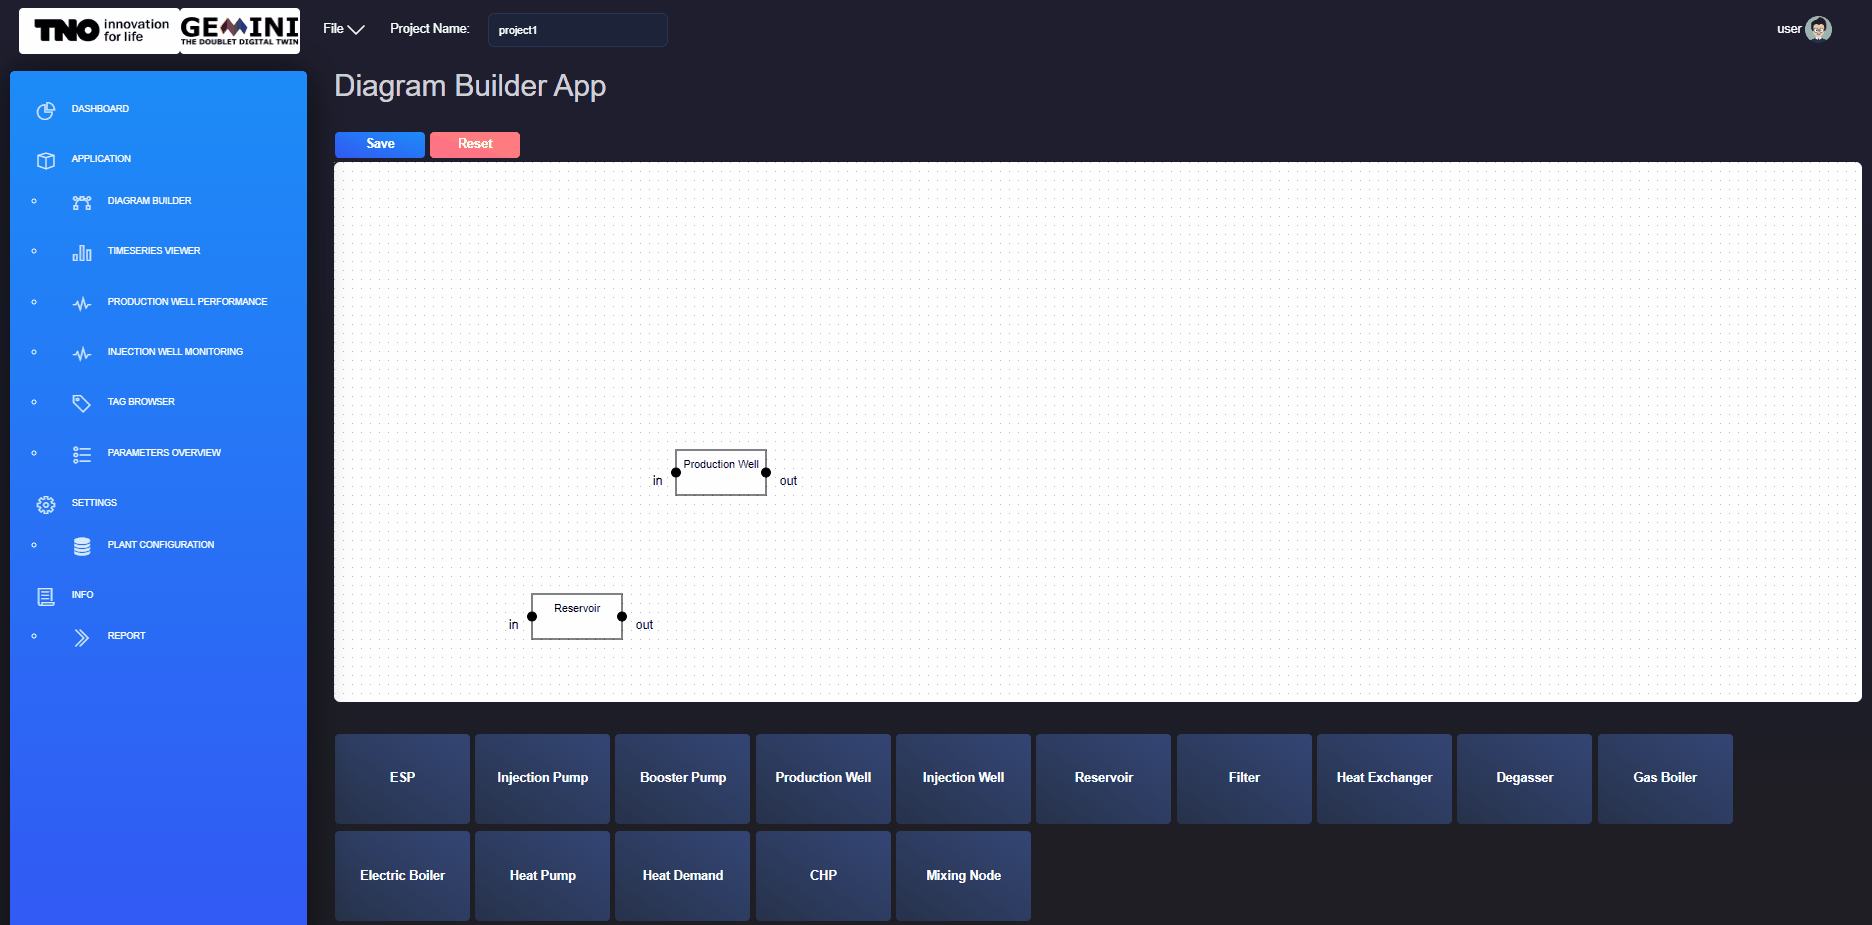 TNO innovation for life
GEMINI
THE DOUBLET DIGITAL TWIN
File
Project Name:
project1
user
DASHBOARD
APPLICATION
DIAGRAM BUILDER
TIMESERIES VIEWER
PRODUCTION WELL PERFORMANCE
INJECTION WELL MONITORING
TAG BROWSER
PARAMETERS OVERVIEW
SETTINGS
PLANT CONFIGURATION
INFO
REPORT
Diagram Builder App
Save
Reset
Production Well
in
out
Reservoir
in
out
ESP
Injection Pump
Booster Pump
Production Well
Injection Well
Reservoir
Filter
Heat Exchanger
Degasser
Gas Boiler
Electric Boiler
Heat Pump
Heat Demand
CHP
Mixing Node